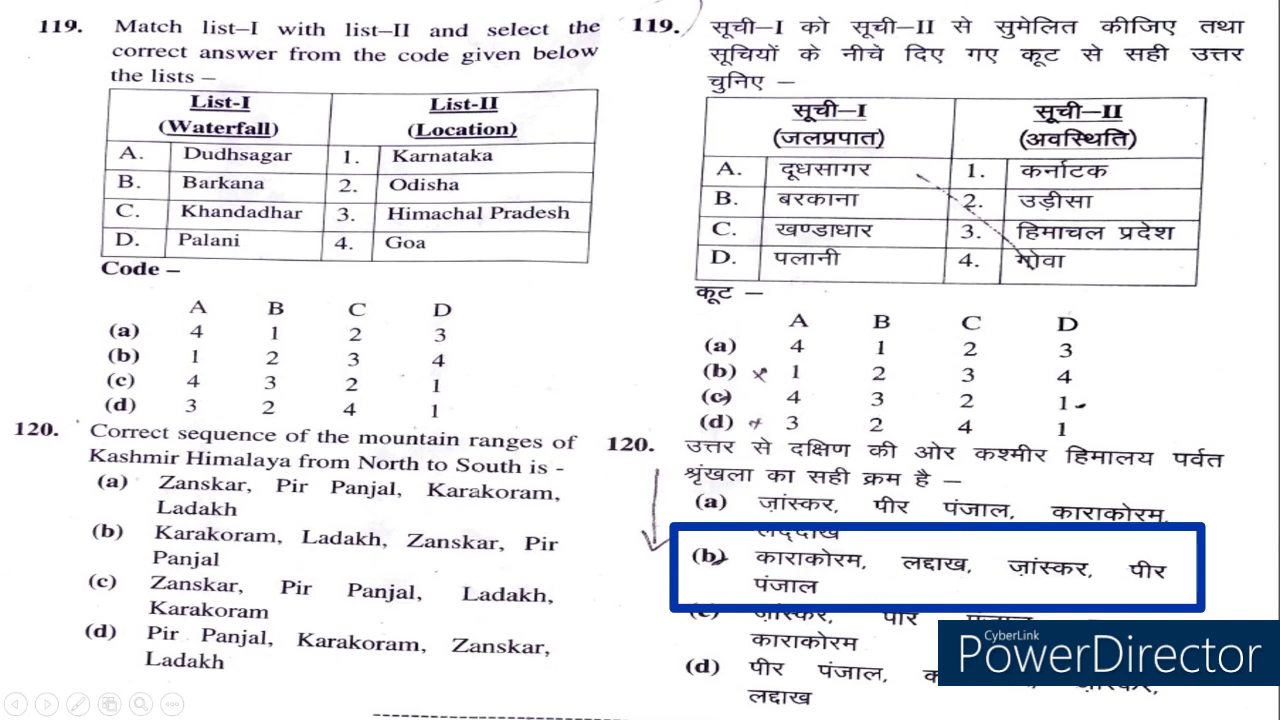 119. Match list–I with list–II and select the
correct answer from the code given below
the lists –
List-I List-II
(Waterfall) (Location)
A. Dudhsagar 1. Karnataka
B. Barkana 2. Odisha
C. Khandadhar 3. Himachal Pradesh
D. Palani 4. Goa
Code –
A B C D
(a) 4 1 2 3
(b) 1 2 3 4
(c) 4 3 2 1
(d) 3 2 4 1
120. Correct sequence of the mountain ranges of
Kashmir Himalaya from North to South is -
(a) Zanskar, Pir Panjal, Karakoram,
Ladakh
(b) Karakoram, Ladakh, Zanskar, Pir
Panjal
(c) Zanskar, Pir Panjal, Ladakh,
Karakoram
(d) Pir Panjal, Karakoram, Zanskar,
Ladakh
119. सूची–I को सूची–II से सुमेलित कीजिए तथा
सूचियों के नीचे दिए गए कूट से सही उत्तर
चुनिए –
सूची–I सूची–II
(जलप्रपात) (अवस्थिति)
A. दूधसागर 1. कर्नाटक
B. बरकाना 2. उड़ीसा
C. खण्डाधार 3. हिमाचल प्रदेश
D. पलानी 4. गोवा
कूट –
A B C D
(a) 4 1 2 3
(b) 1 2 3 4
(c) 4 3 2 1
(d) 3 2 4 1
120. उत्तर से दक्षिण की ओर कश्मीर हिमालय पर्वत
श्रृंखला का सही क्रम है –
(a) ज़ांस्कर, पीर पंजाल, काराकोरम,
लद्दाख
(b) काराकोरम, लद्दाख, ज़ांस्कर, पीर
पंजाल
(c) ज़ांस्कर, पीर पंजाल
काराकोरम
(d) पीर पंजाल, ज़ांस्कर,
लद्दाख
CyberLink
PowerDirector